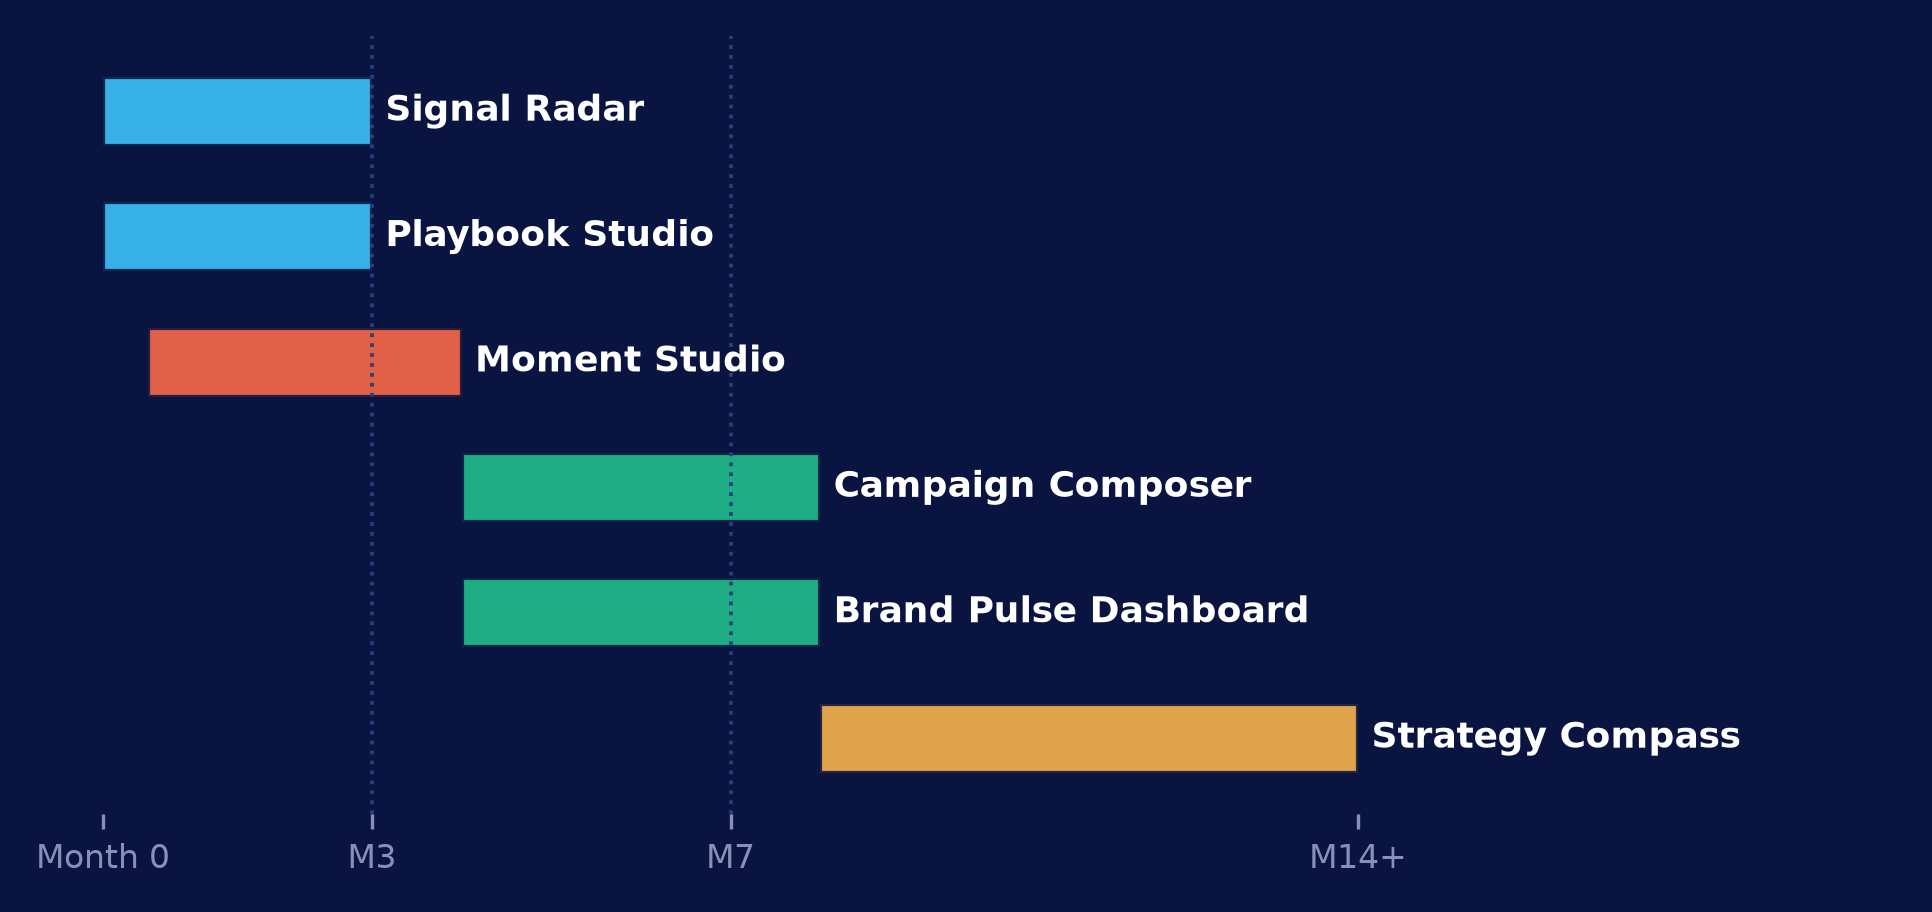 Signal Radar
Playbook Studio
Moment Studio
Campaign Composer
Brand Pulse Dashboard
Strategy Compass
Month 0 M3 M7 M14+